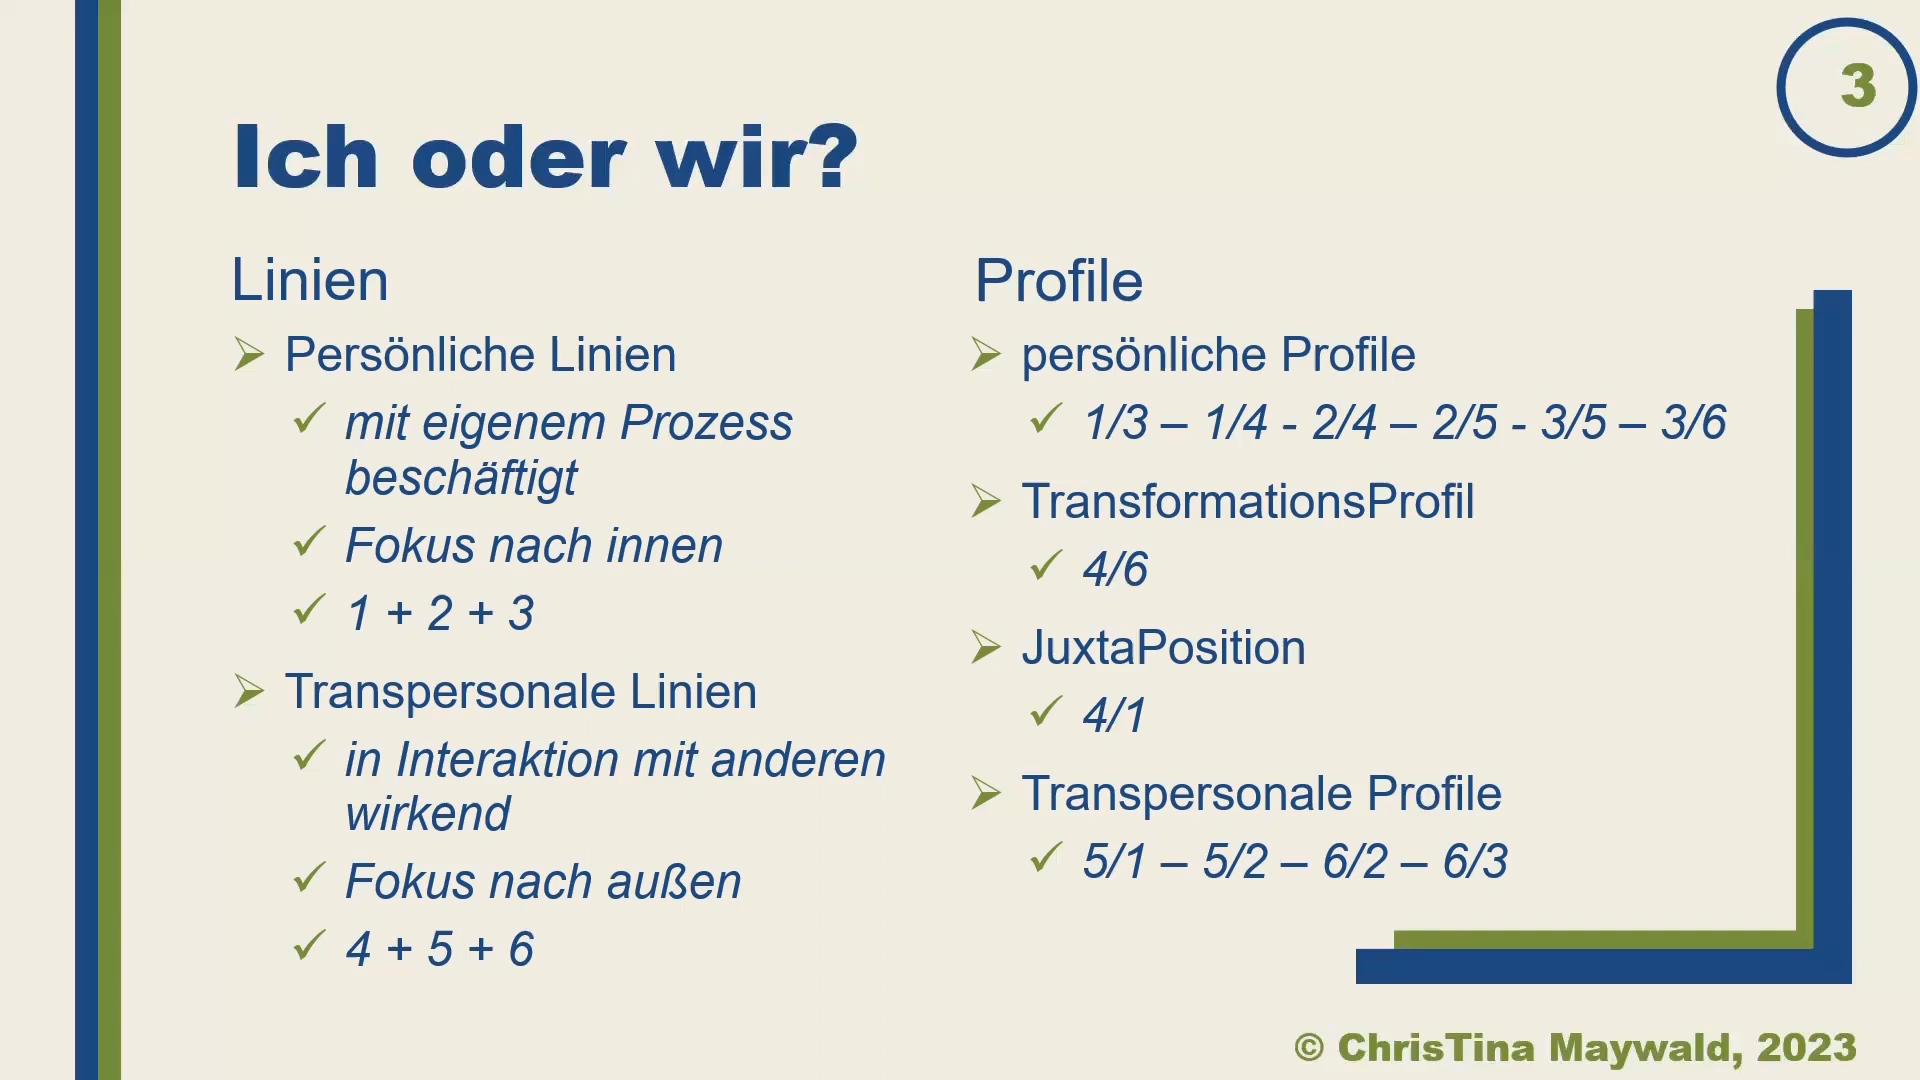 3
Ich oder wir?
Linien
Persönliche Linien
mit eigenem Prozess
beschäftigt
Fokus nach innen
1 + 2 + 3
Transpersonale Linien
in Interaktion mit anderen
wirkend
Fokus nach außen
4 + 5 + 6
Profile
persönliche Profile
1/3 – 1/4 - 2/4 – 2/5 - 3/5 – 3/6
TransformationsProfil
4/6
JuxtaPosition
4/1
Transpersonale Profile
5/1 – 5/2 – 6/2 – 6/3
© ChrisTina Maywald, 2023